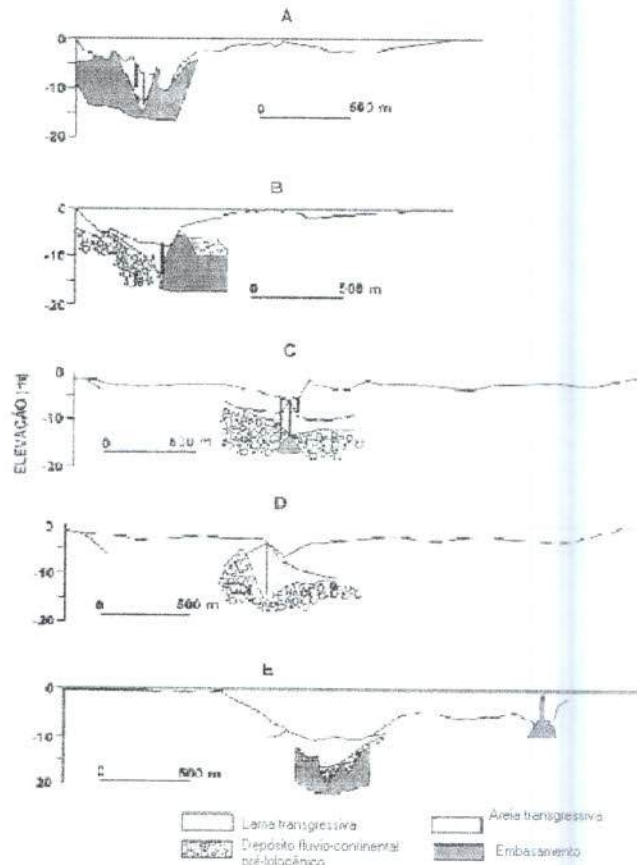 A
0
-10
-20
0 500 m
B
0
-10
-20
0 500 m
C
0
-10
-20
0 500 m
ELEVAÇÃO [m]
D
0
-10
-20
0 500 m
E
0
-10
20
0 500 m
Lama transgressiva
Areia transgressiva
Depósito fluvio-continental
pré-holocênico
Embasamento